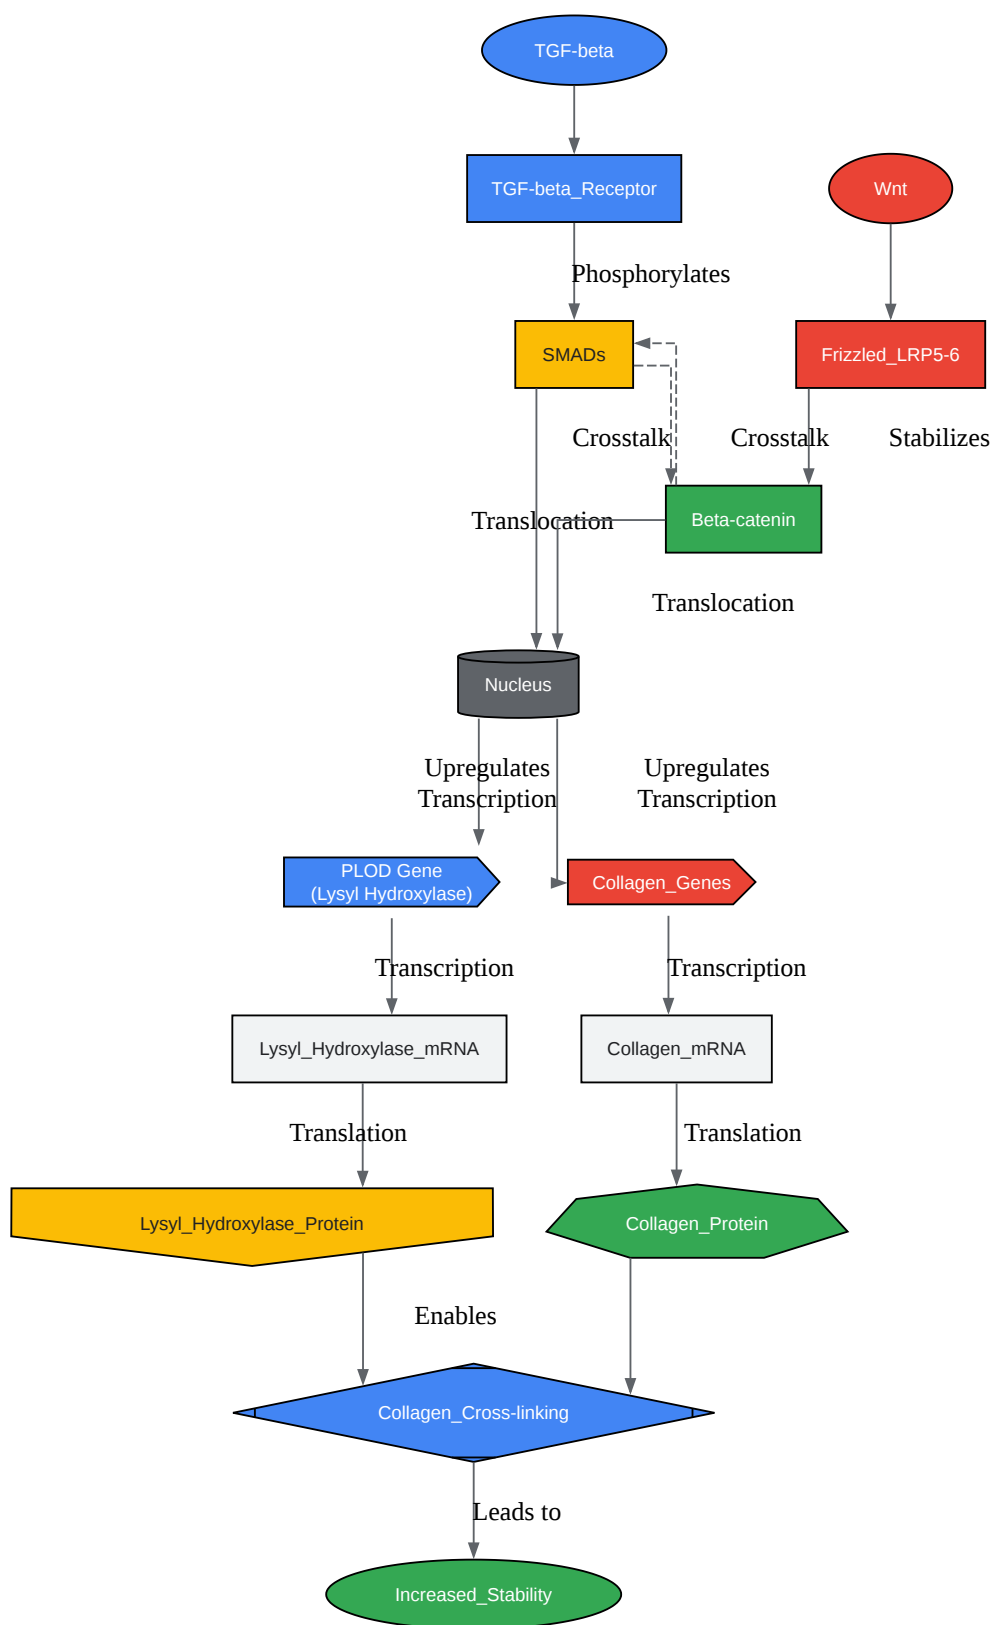 TGF-beta
TGF-beta_Receptor
Wnt
Phosphorylates
SMADs
Frizzled_LRP5-6
Crosstalk
Crosstalk
Stabilizes
Translocation
Beta-catenin
Translocation
Nucleus
Upregulates
Transcription
Upregulates
Transcription
PLOD Gene
(Lysyl Hydroxylase)
Collagen_Genes
Transcription
Transcription
Lysyl_Hydroxylase_mRNA
Collagen_mRNA
Translation
Translation
Lysyl_Hydroxylase_Protein
Collagen_Protein
Enables
Collagen_Cross-linking
Leads to
Increased_Stability